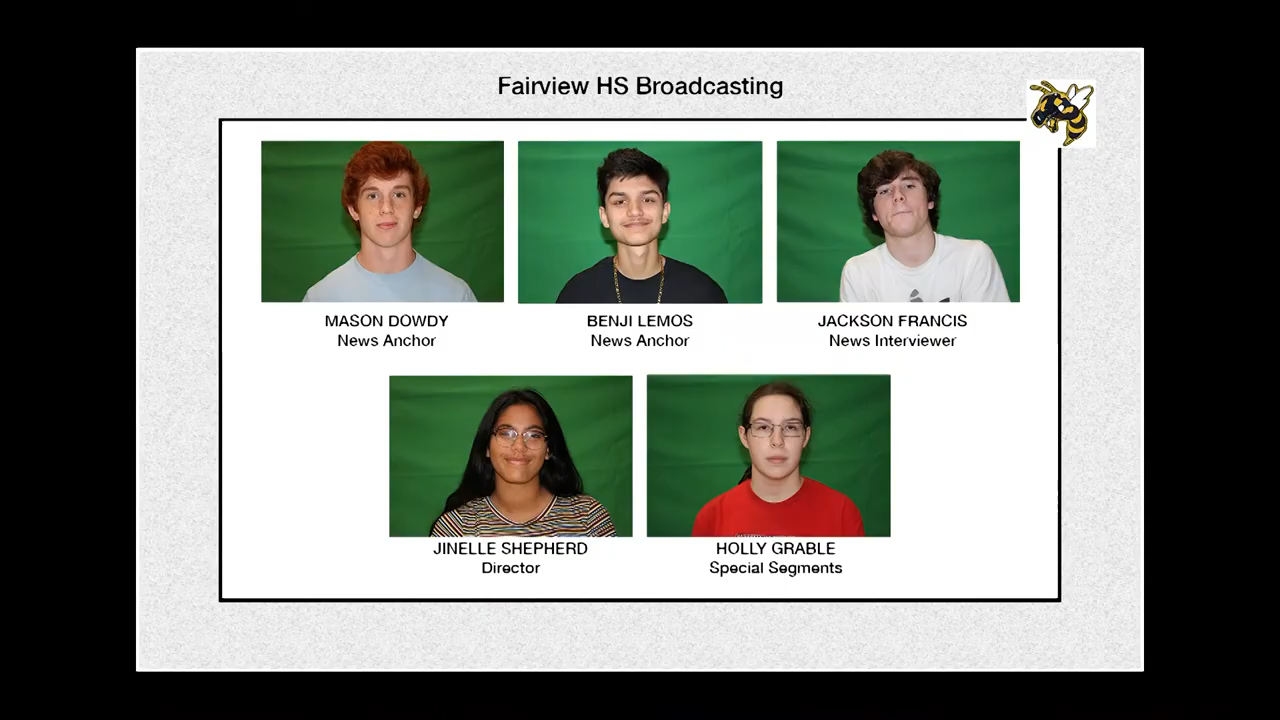 Fairview HS Broadcasting
MASON DOWDY
News Anchor
BENJI LEMOS
News Anchor
JACKSON FRANCIS
News Interviewer
JINELLE SHEPHERD
Director
HOLLY GRABLE
Special Segments